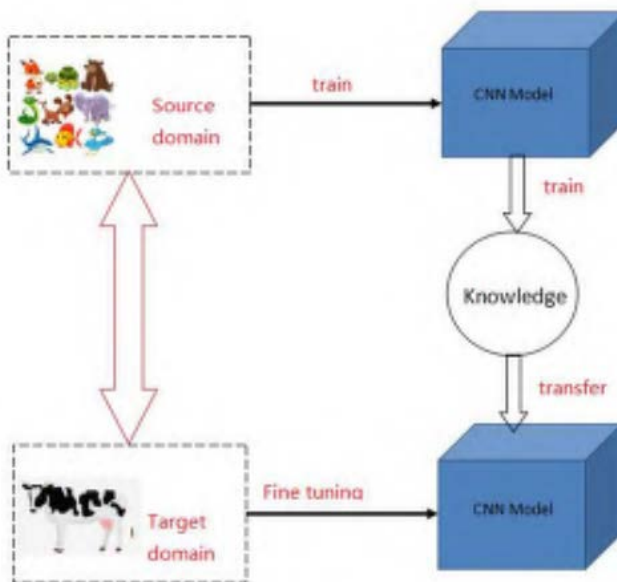 Source
domain
train
CNN Model
train
Knowledge
transfer
Fine tuning
CNN Model
Target
domain